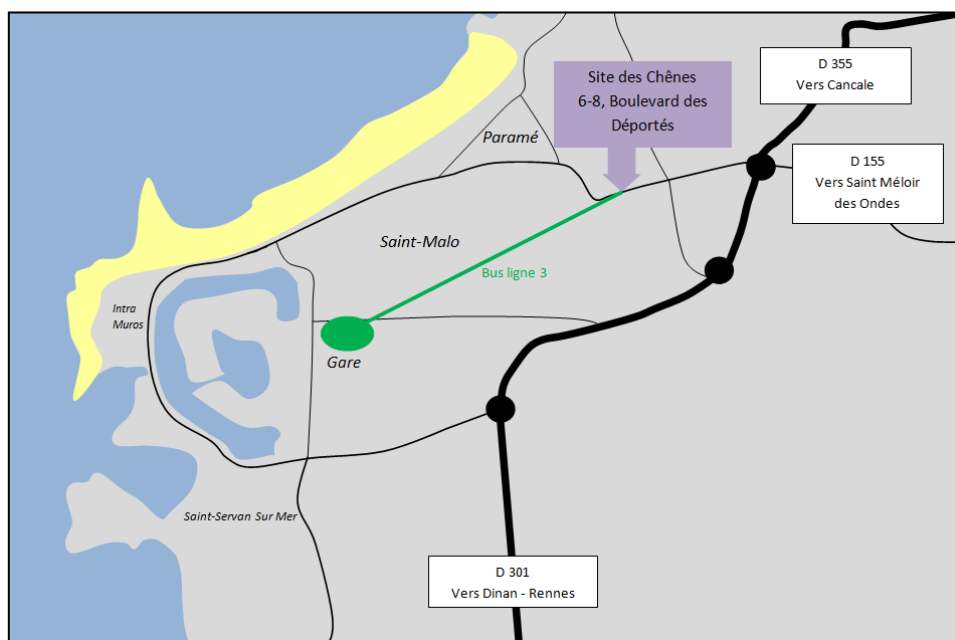 Site des Chênes
6-8, Boulevard des
Déportés
D 355
Vers Cancale
Paramé
D 155
Vers Saint Méloir
des Ondes
Saint-Malo
Bus ligne 3
Intra
Muros
Gare
Saint-Servan Sur Mer
D 301
Vers Dinan - Rennes